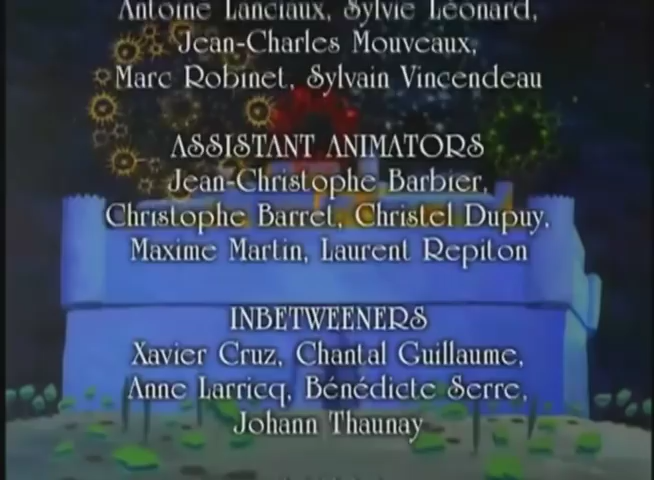 Antoine Lanciaux, Sylvie Léonard,
Jean-Charles Mouveaux,
Marc Robinet, Sylvain Vincendeau
ASSISTANT ANIMATORS
Jean-Christophe Barbier,
Christophe Barret, Christel Dupuy,
Maxime Martin, Laurent Repiton
INBETWEENERS
Xavier Cruz, Chantal Guillaume,
Anne Larricq, Bénédicte Serre,
Johann Thaunay